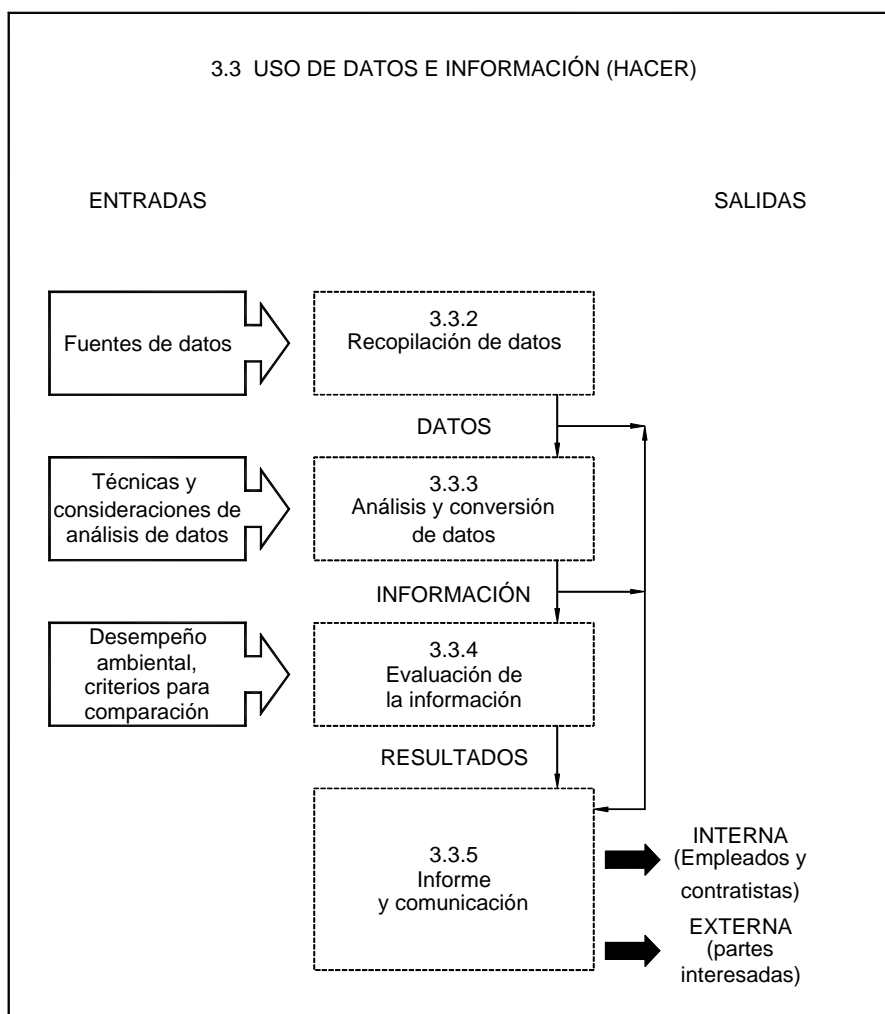 3.3 USO DE DATOS E INFORMACIÓN (HACER)
ENTRADAS
SALIDAS
Fuentes de datos
3.3.2
Recopilación de datos
DATOS
Técnicas y
consideraciones de
análisis de datos
3.3.3
Análisis y conversión
de datos
INFORMACIÓN
Desempeño
ambiental,
criterios para
comparación
3.3.4
Evaluación de
la información
RESULTADOS
3.3.5
Informe
y comunicación
INTERNA
(Empleados y
contratistas)
EXTERNA
(partes
interesadas)